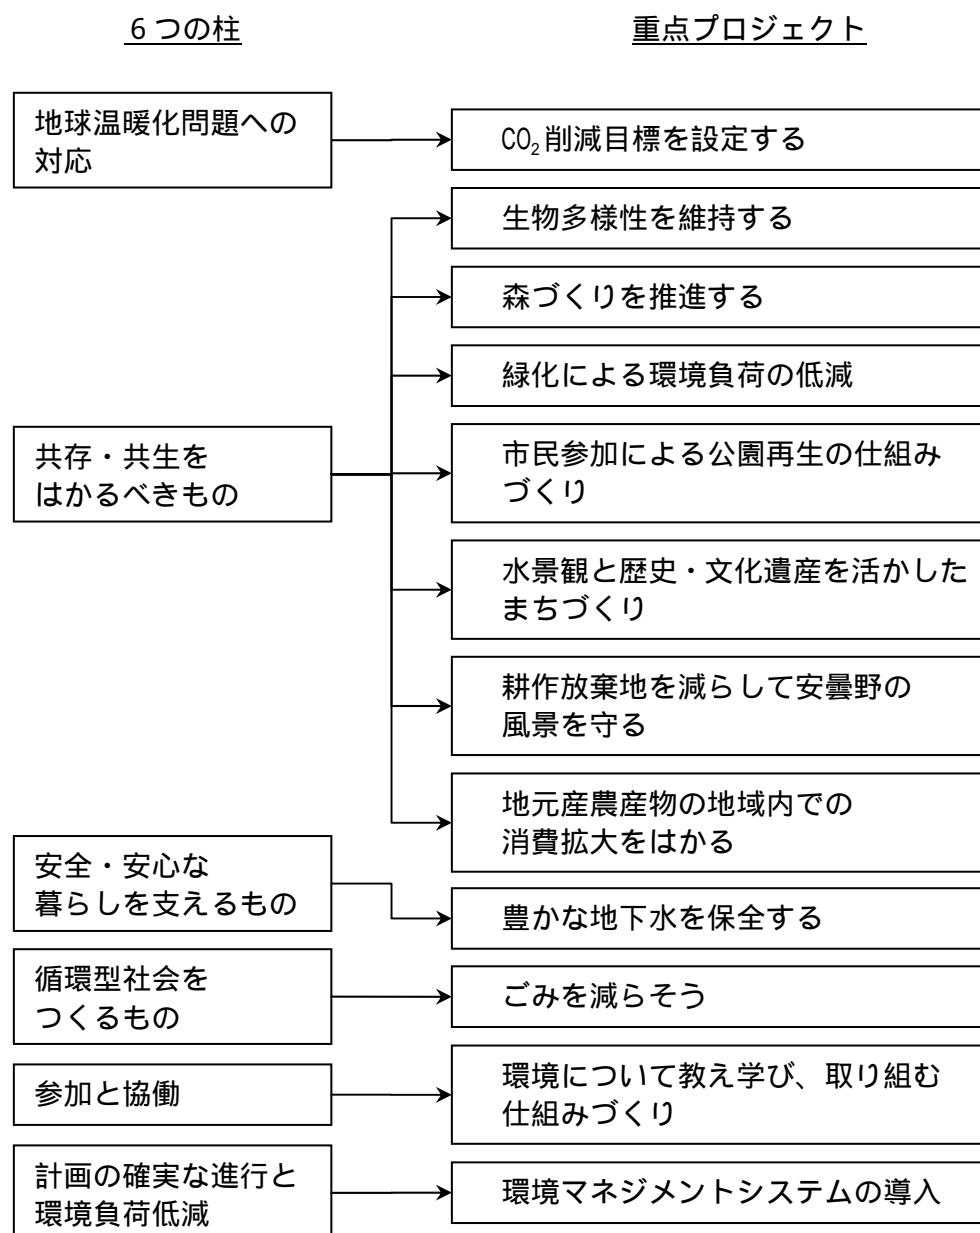 6つの柱
重点プロジェクト
地球温暖化問題への
対応
CO₂削減目標を設定する
生物多様性を維持する
森づくりを推進する
緑化による環境負荷の低減
共存・共生を
はかるべきもの
市民参加による公園再生の仕組み
づくり
水景観と歴史・文化遺産を活かした
まちづくり
耕作放棄地を減らして安曇野の
風景を守る
地元産農産物の地域内での
消費拡大をはかる
安全・安心な
暮らしを支えるもの
豊かな地下水を保全する
循環型社会を
つくるもの
ごみを減らそう
参加と協働
環境について教え学び、取り組む
仕組みづくり
計画の確実な進行と
環境負荷低減
環境マネジメントシステムの導入